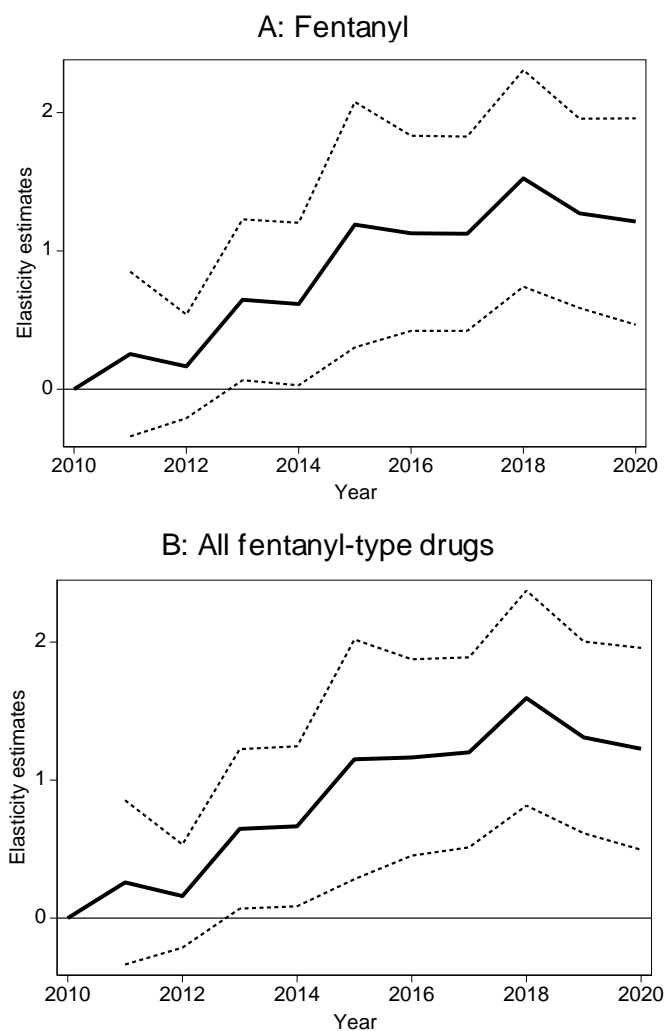 A: Fentanyl
Elasticity estimates
2
1
0
2010 2012 2014 2016 2018 2020
Year
B: All fentanyl-type drugs
Elasticity estimates
2
1
0
2010 2012 2014 2016 2018 2020
Year